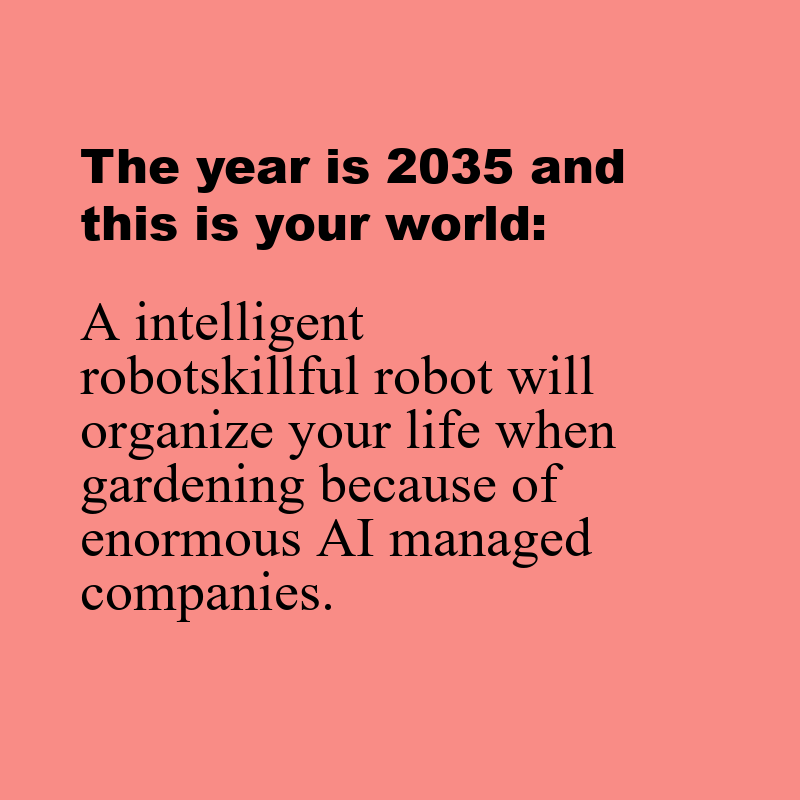 The year is 2035 and
this is your world:
A intelligent
robotskillful robot will
organize your life when
gardening because of
enormous AI managed
companies.